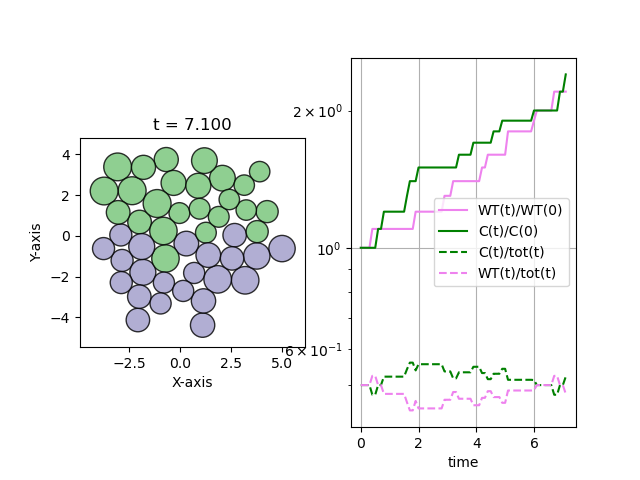 t = 7.100
Y-axis
4
2
0
−2
−4
−2.5
0.0
2.5
5.0
X-axis
2 × 10⁰
10⁰
6 × 10⁻¹
WT(t)/WT(0)
C(t)/C(0)
C(t)/tot(t)
WT(t)/tot(t)
0
2
4
6
time